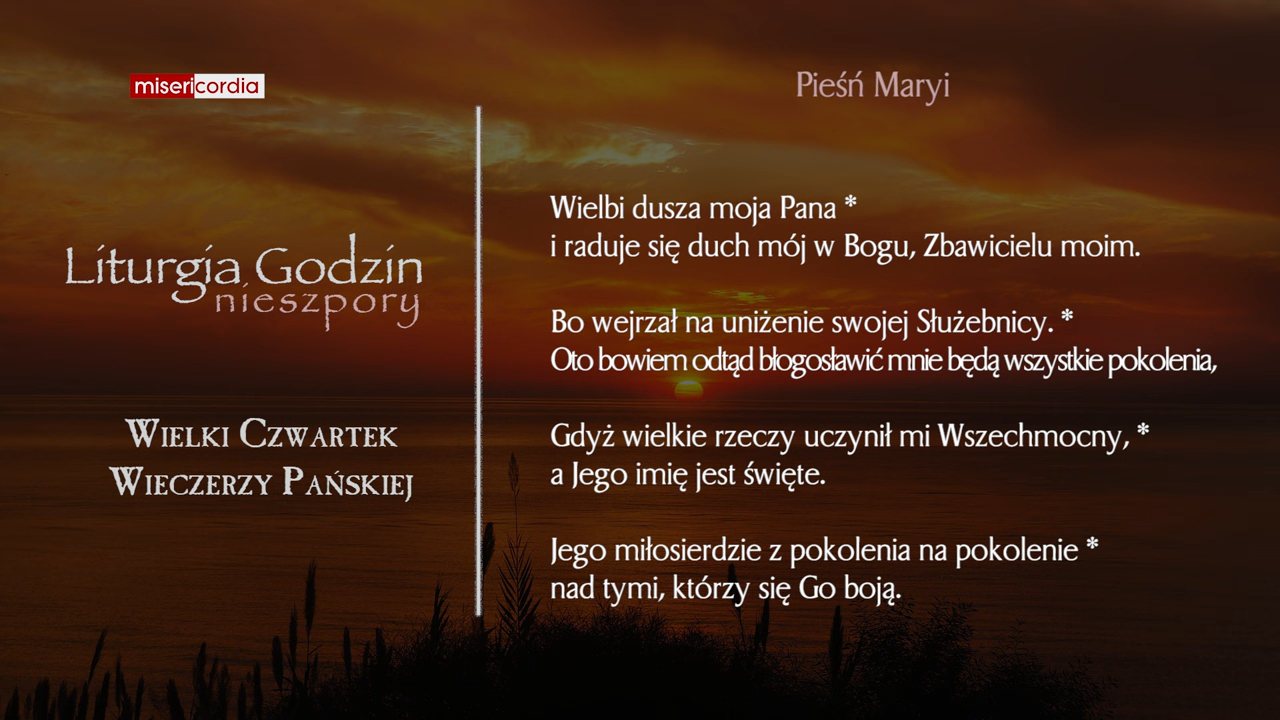 misericordia
Liturgia Godzin
nieszpory
Wielki Czwartek
Wieczerzy Pańskiej
Pieśń Maryi
Wielbi dusza moja Pana *
i raduje się duch mój w Bogu, Zbawicielu moim.
Bo wejrzał na uniżenie swojej Służebnicy. *
Oto bowiem odtąd błogosławić mnie będą wszystkie pokolenia,
Gdyż wielkie rzeczy uczynił mi Wszechmocny, *
a Jego imię jest święte.
Jego miłosierdzie z pokolenia na pokolenie *
nad tymi, którzy się Go boją.